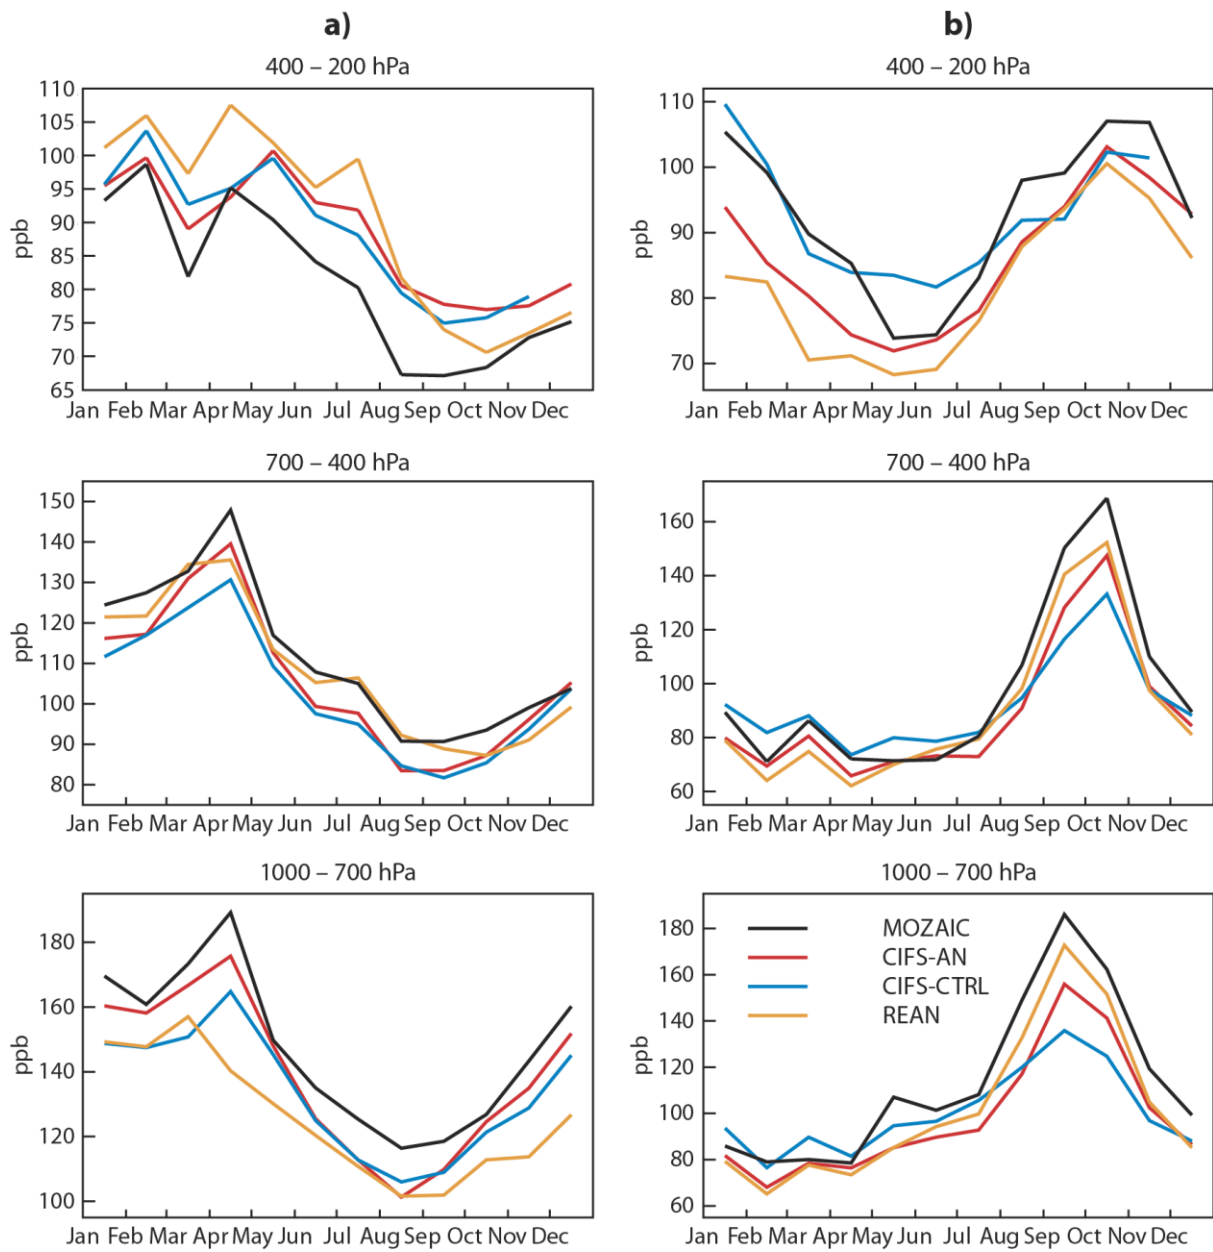 a)
400 – 200 hPa
110
105
100
95
90
85
80
75
70
65
ppb
Jan Feb Mar Apr May Jun Jul Aug Sep Oct Nov Dec
b)
400 – 200 hPa
110
100
90
80
70
ppb
Jan Feb Mar Apr May Jun Jul Aug Sep Oct Nov Dec
700 – 400 hPa
150
140
130
120
110
100
90
80
ppb
Jan Feb Mar Apr May Jun Jul Aug Sep Oct Nov Dec
700 – 400 hPa
160
140
120
100
80
60
ppb
Jan Feb Mar Apr May Jun Jul Aug Sep Oct Nov Dec
1000 – 700 hPa
180
160
140
120
100
ppb
Jan Feb Mar Apr May Jun Jul Aug Sep Oct Nov Dec
1000 – 700 hPa
180
160
140
120
100
80
60
ppb
MOZAIC
CIFS-AN
CIFS-CTRL
REAN
Jan Feb Mar Apr May Jun Jul Aug Sep Oct Nov Dec